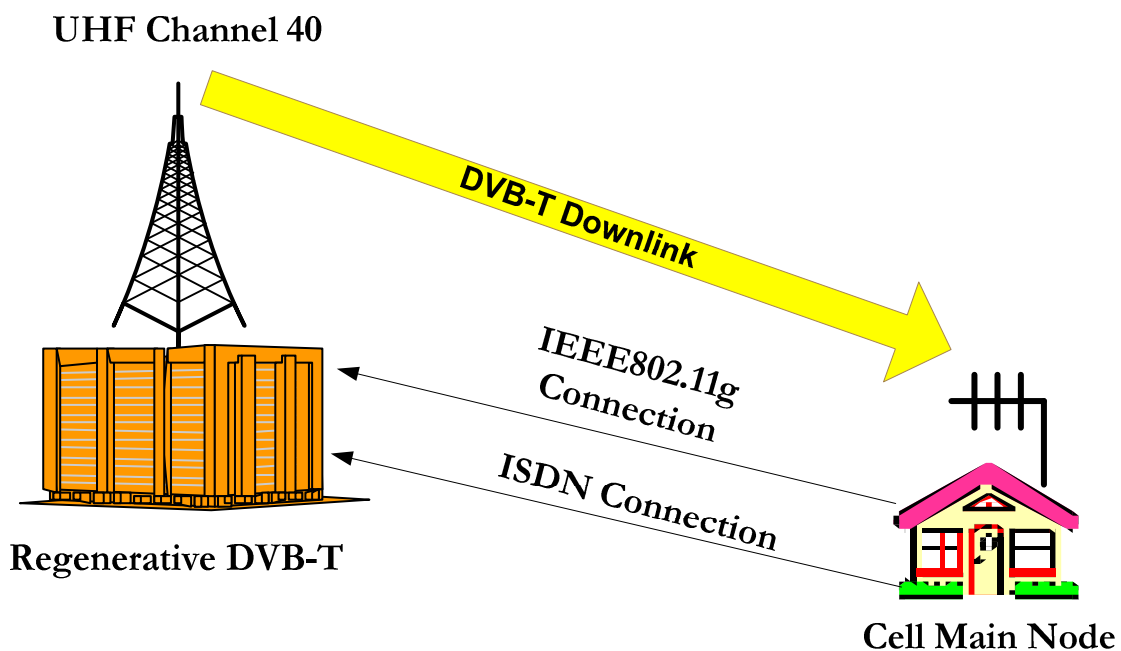 UHF Channel 40
DVB-T Downlink
IEEE802.11g
Connection
ISDN Connection
Regenerative DVB-T
Cell Main Node